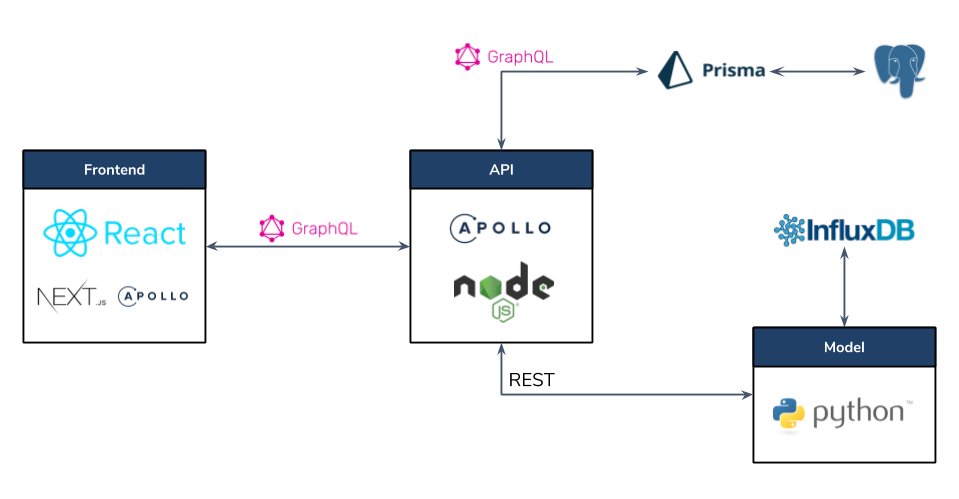 GraphQL
Prisma
Frontend
API
React
GraphQL
APOLLO
InfluxDB
NEXT.JS
APOLLO
node
JS
Model
REST
python™